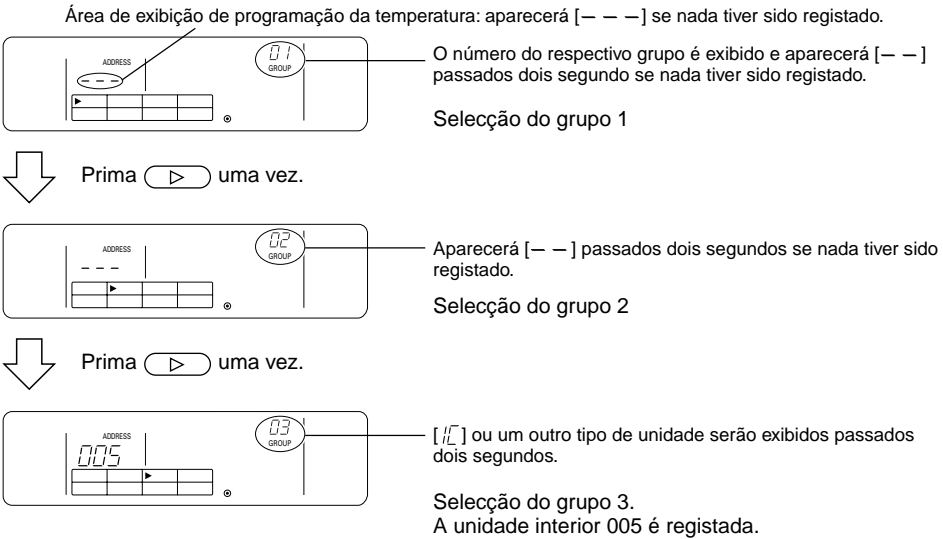 Área de exibição de programação da temperatura: aparecerá [– – –] se nada tiver sido registado.
ADDRESS
– – –
01
GROUP
O número do respectivo grupo é exibido e aparecerá [– –]
passados dois segundo se nada tiver sido registado.
Selecção do grupo 1
Prima ▷ uma vez.
ADDRESS
– – –
02
GROUP
Aparecerá [– –] passados dois segundos se nada tiver sido
registado.
Selecção do grupo 2
Prima ▷ uma vez.
ADDRESS
005
03
GROUP
[IC] ou um outro tipo de unidade serão exibidos passados
dois segundos.
Selecção do grupo 3.
A unidade interior 005 é registada.